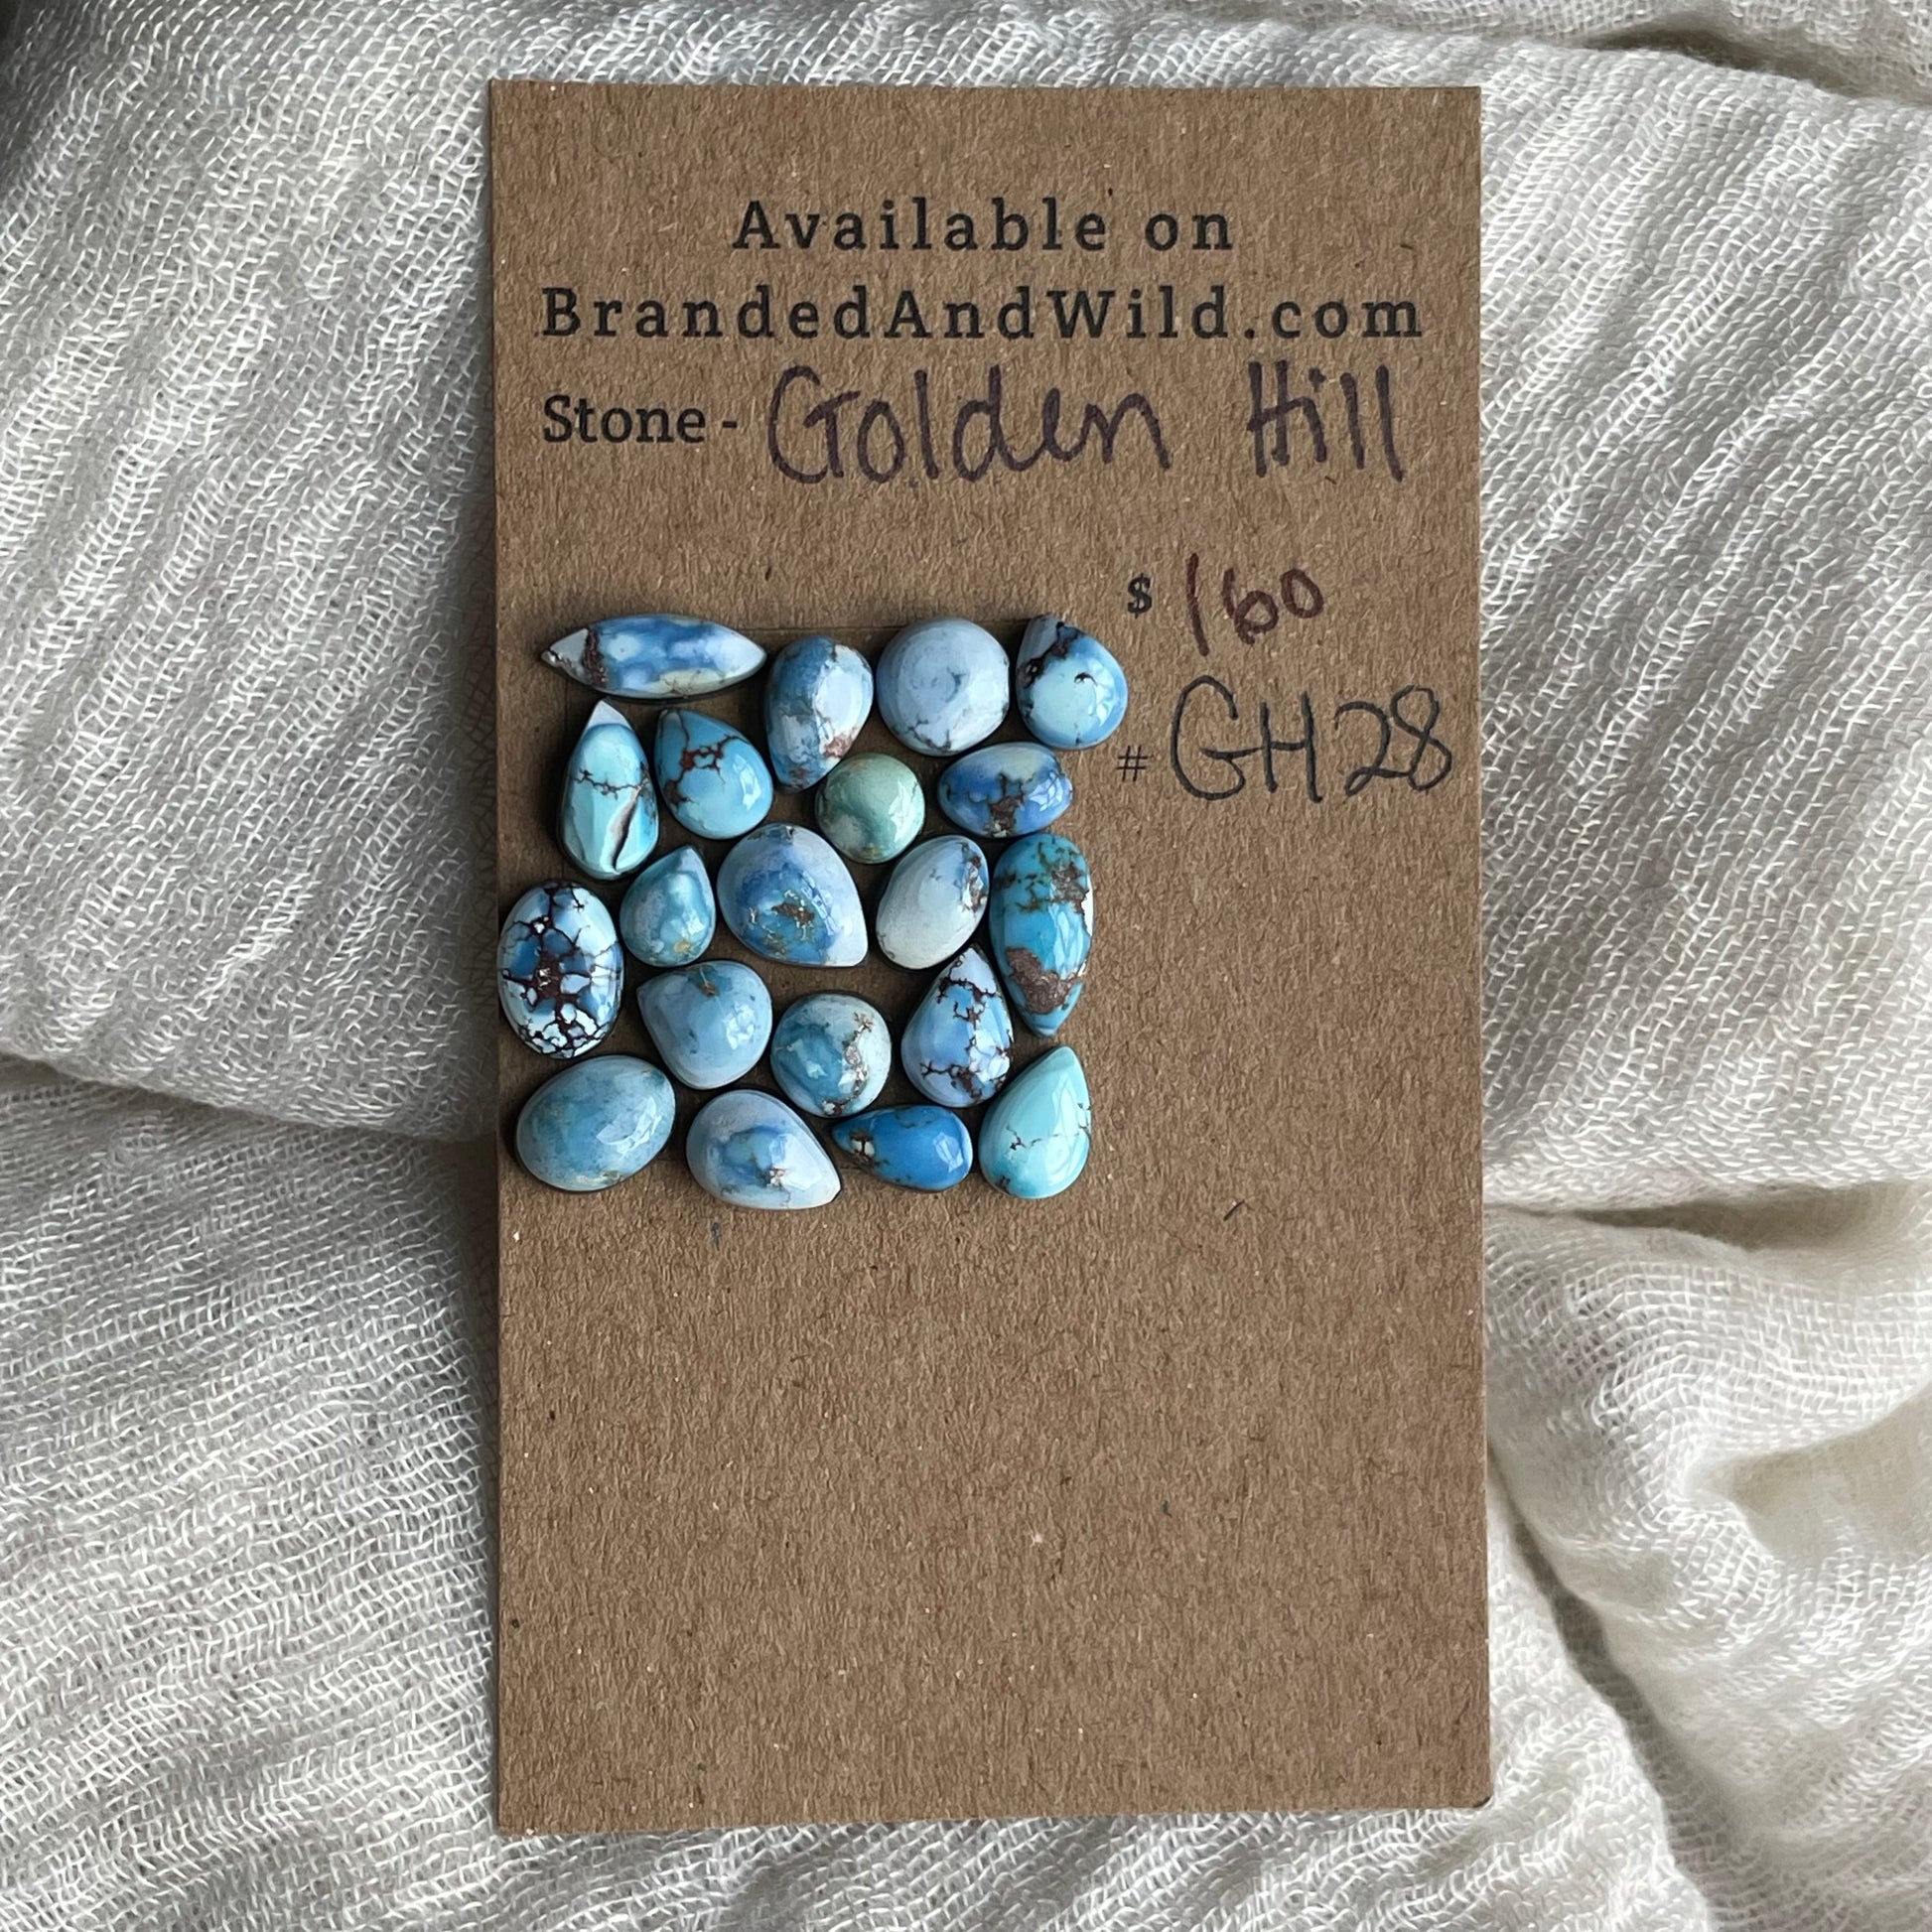 Available on
BrandedAndWild.com
Stone - Golden Hill
$ 160
# GH28